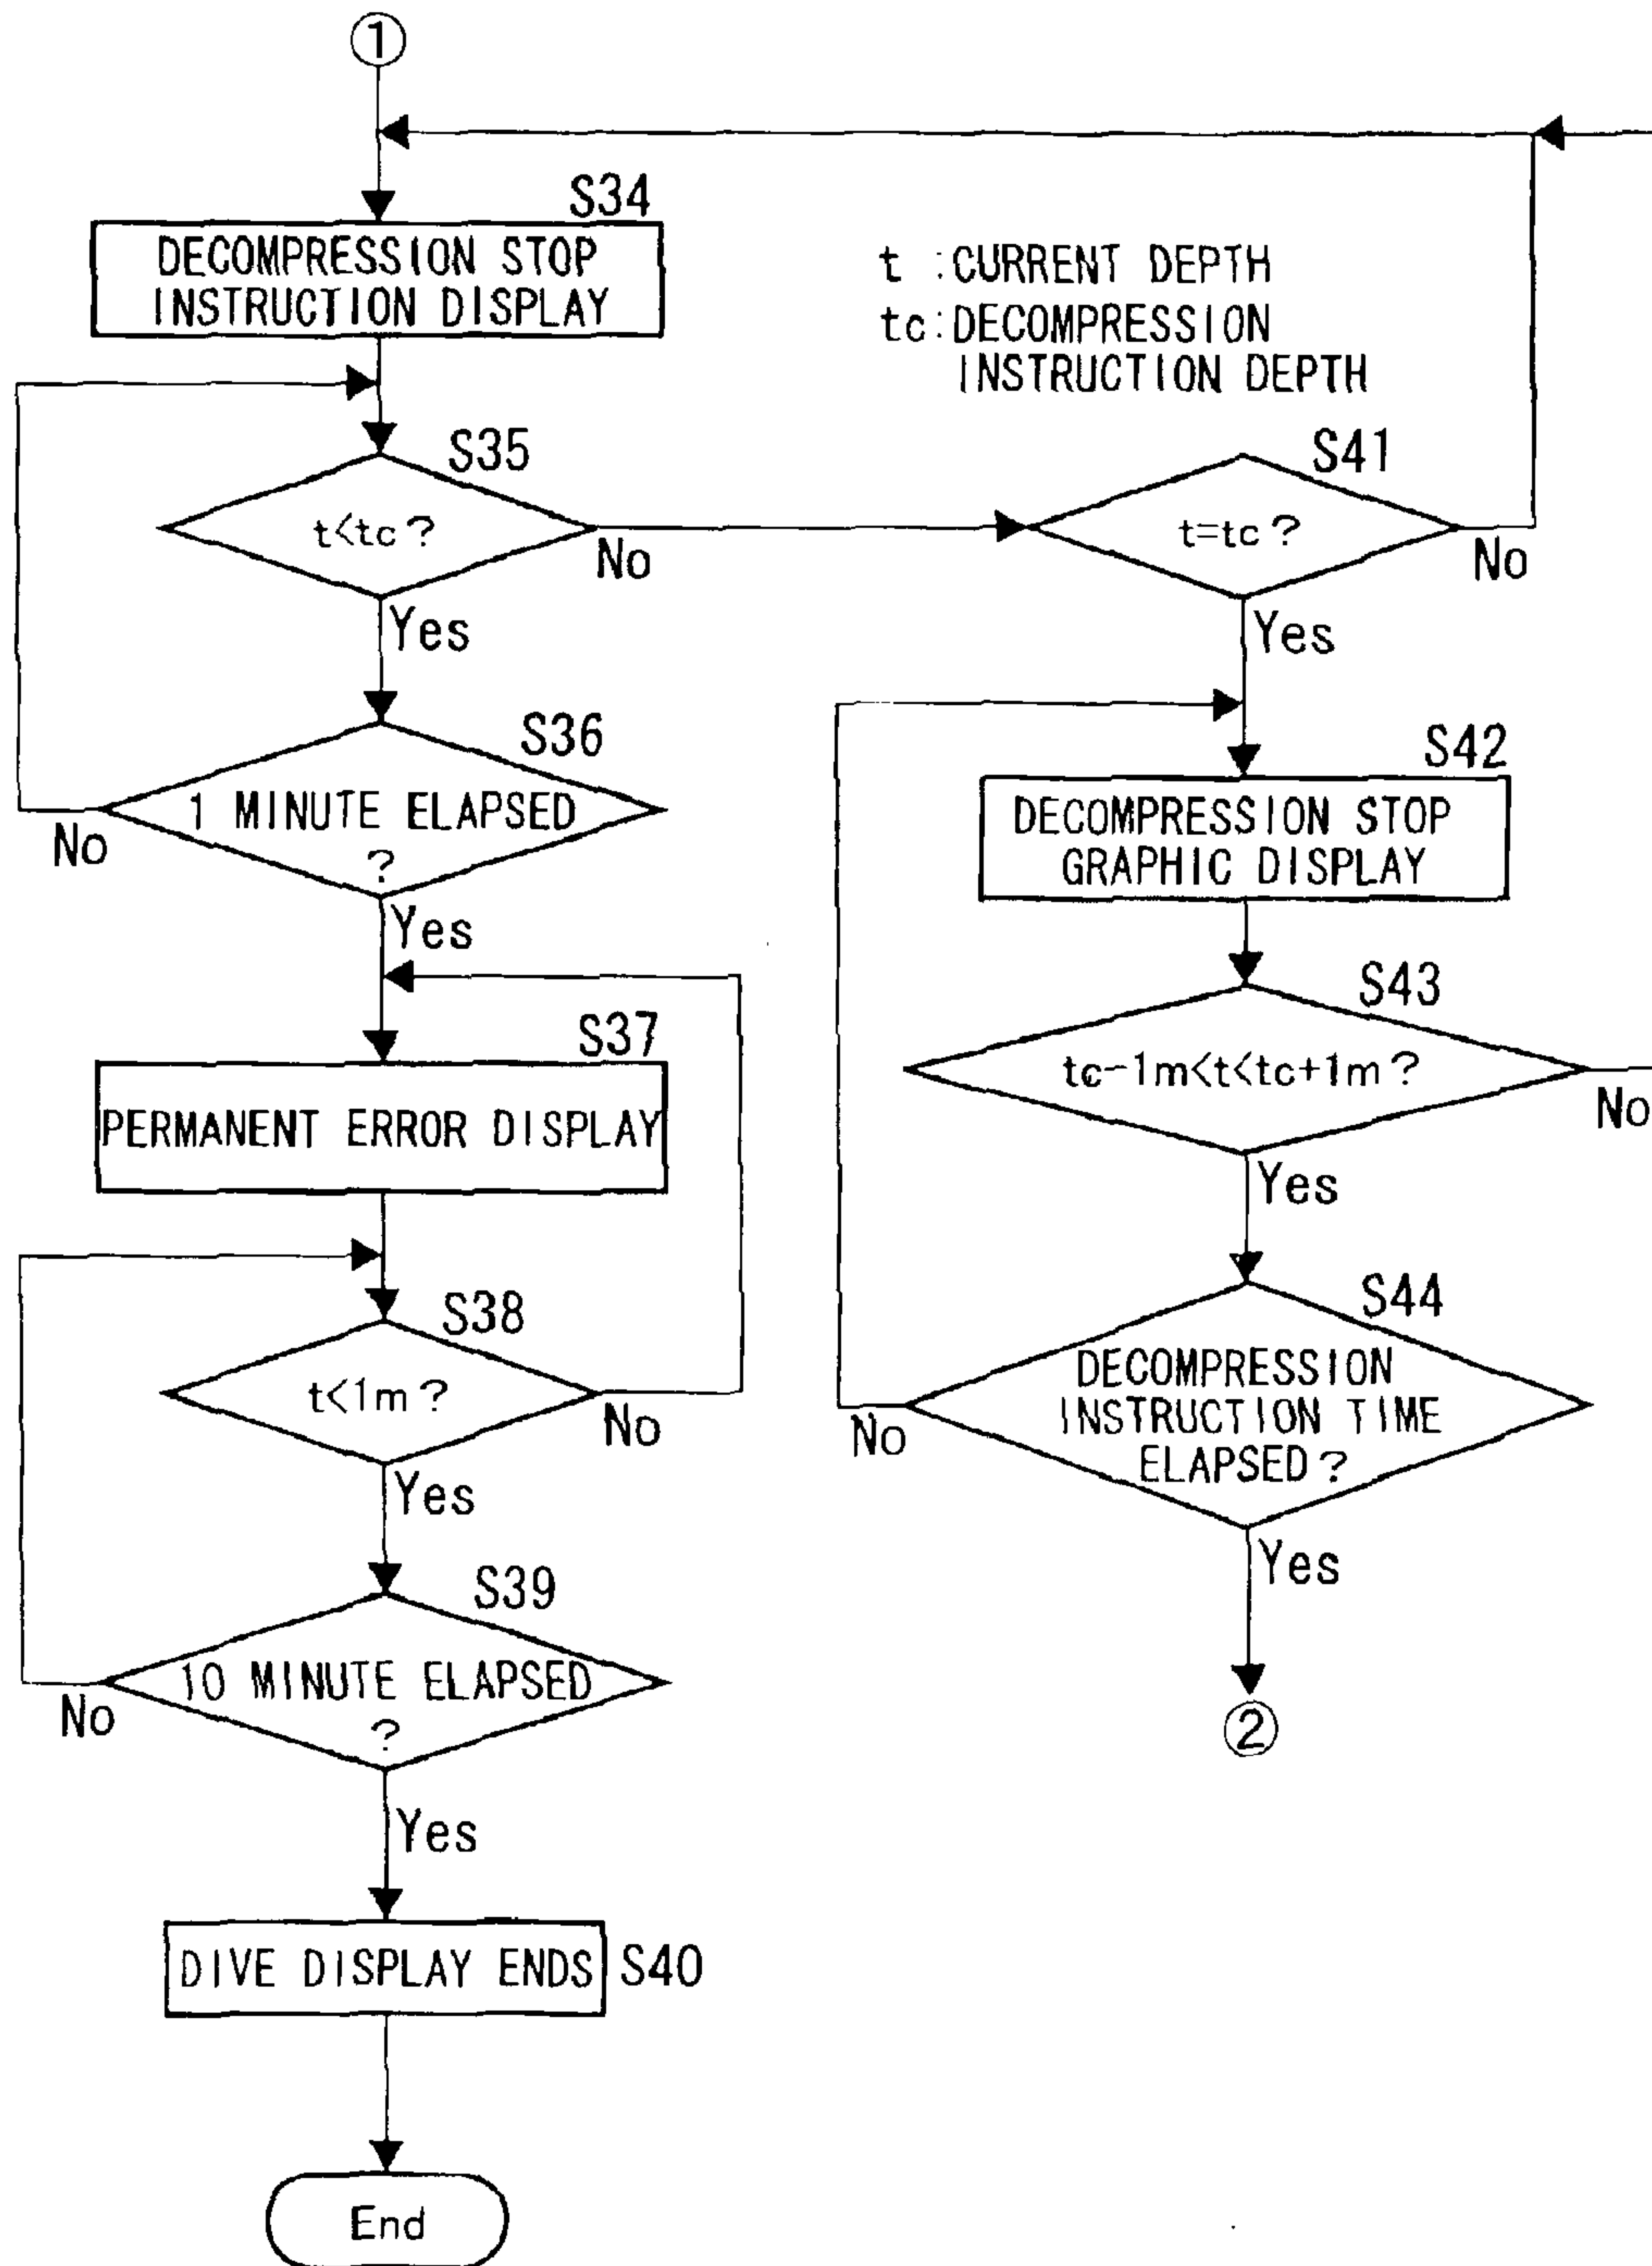 ①
S34
DECOMPRESSION STOP
INSTRUCTION DISPLAY
t :CURRENT DEPTH
tc:DECOMPRESSION
INSTRUCTION DEPTH
S35
t<tc?
No
Yes
S41
t=tc?
No
Yes
S36
1 MINUTE ELAPSED
?
No
Yes
S42
DECOMPRESSION STOP
GRAPHIC DISPLAY
S37
PERMANENT ERROR DISPLAY
S43
tc-1m<t<tc+1m?
No
Yes
S38
t<1m?
No
Yes
S44
DECOMPRESSION
INSTRUCTION TIME
ELAPSED?
No
Yes
②
S39
10 MINUTE ELAPSED
?
No
Yes
DIVE DISPLAY ENDS
S40
End